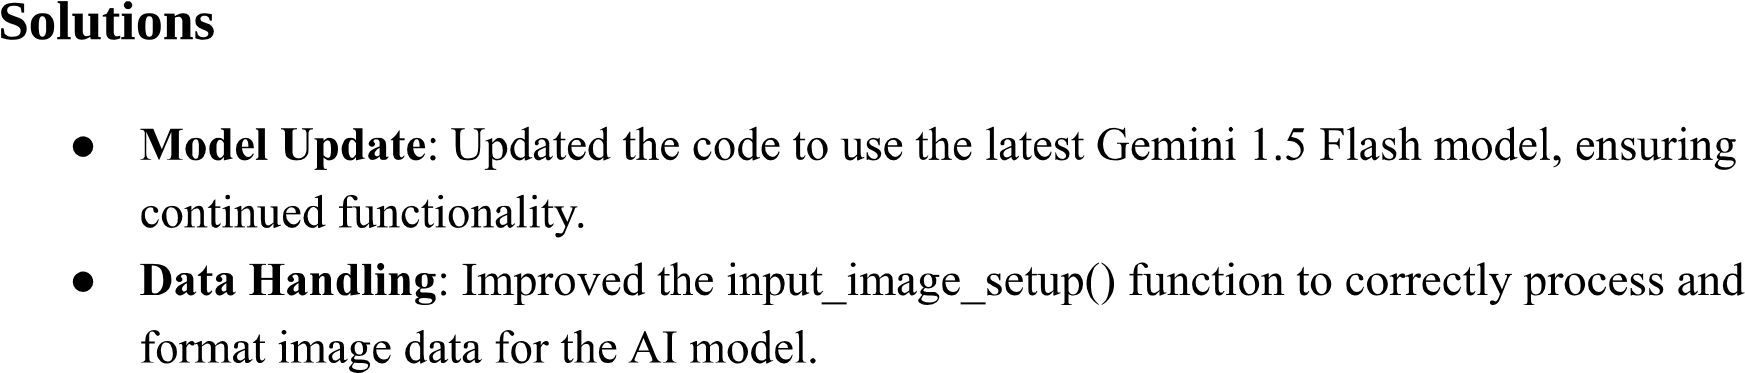 Solutions
● Model Update: Updated the code to use the latest Gemini 1.5 Flash model, ensuring
continued functionality.
● Data Handling: Improved the input_image_setup() function to correctly process and
format image data for the AI model.